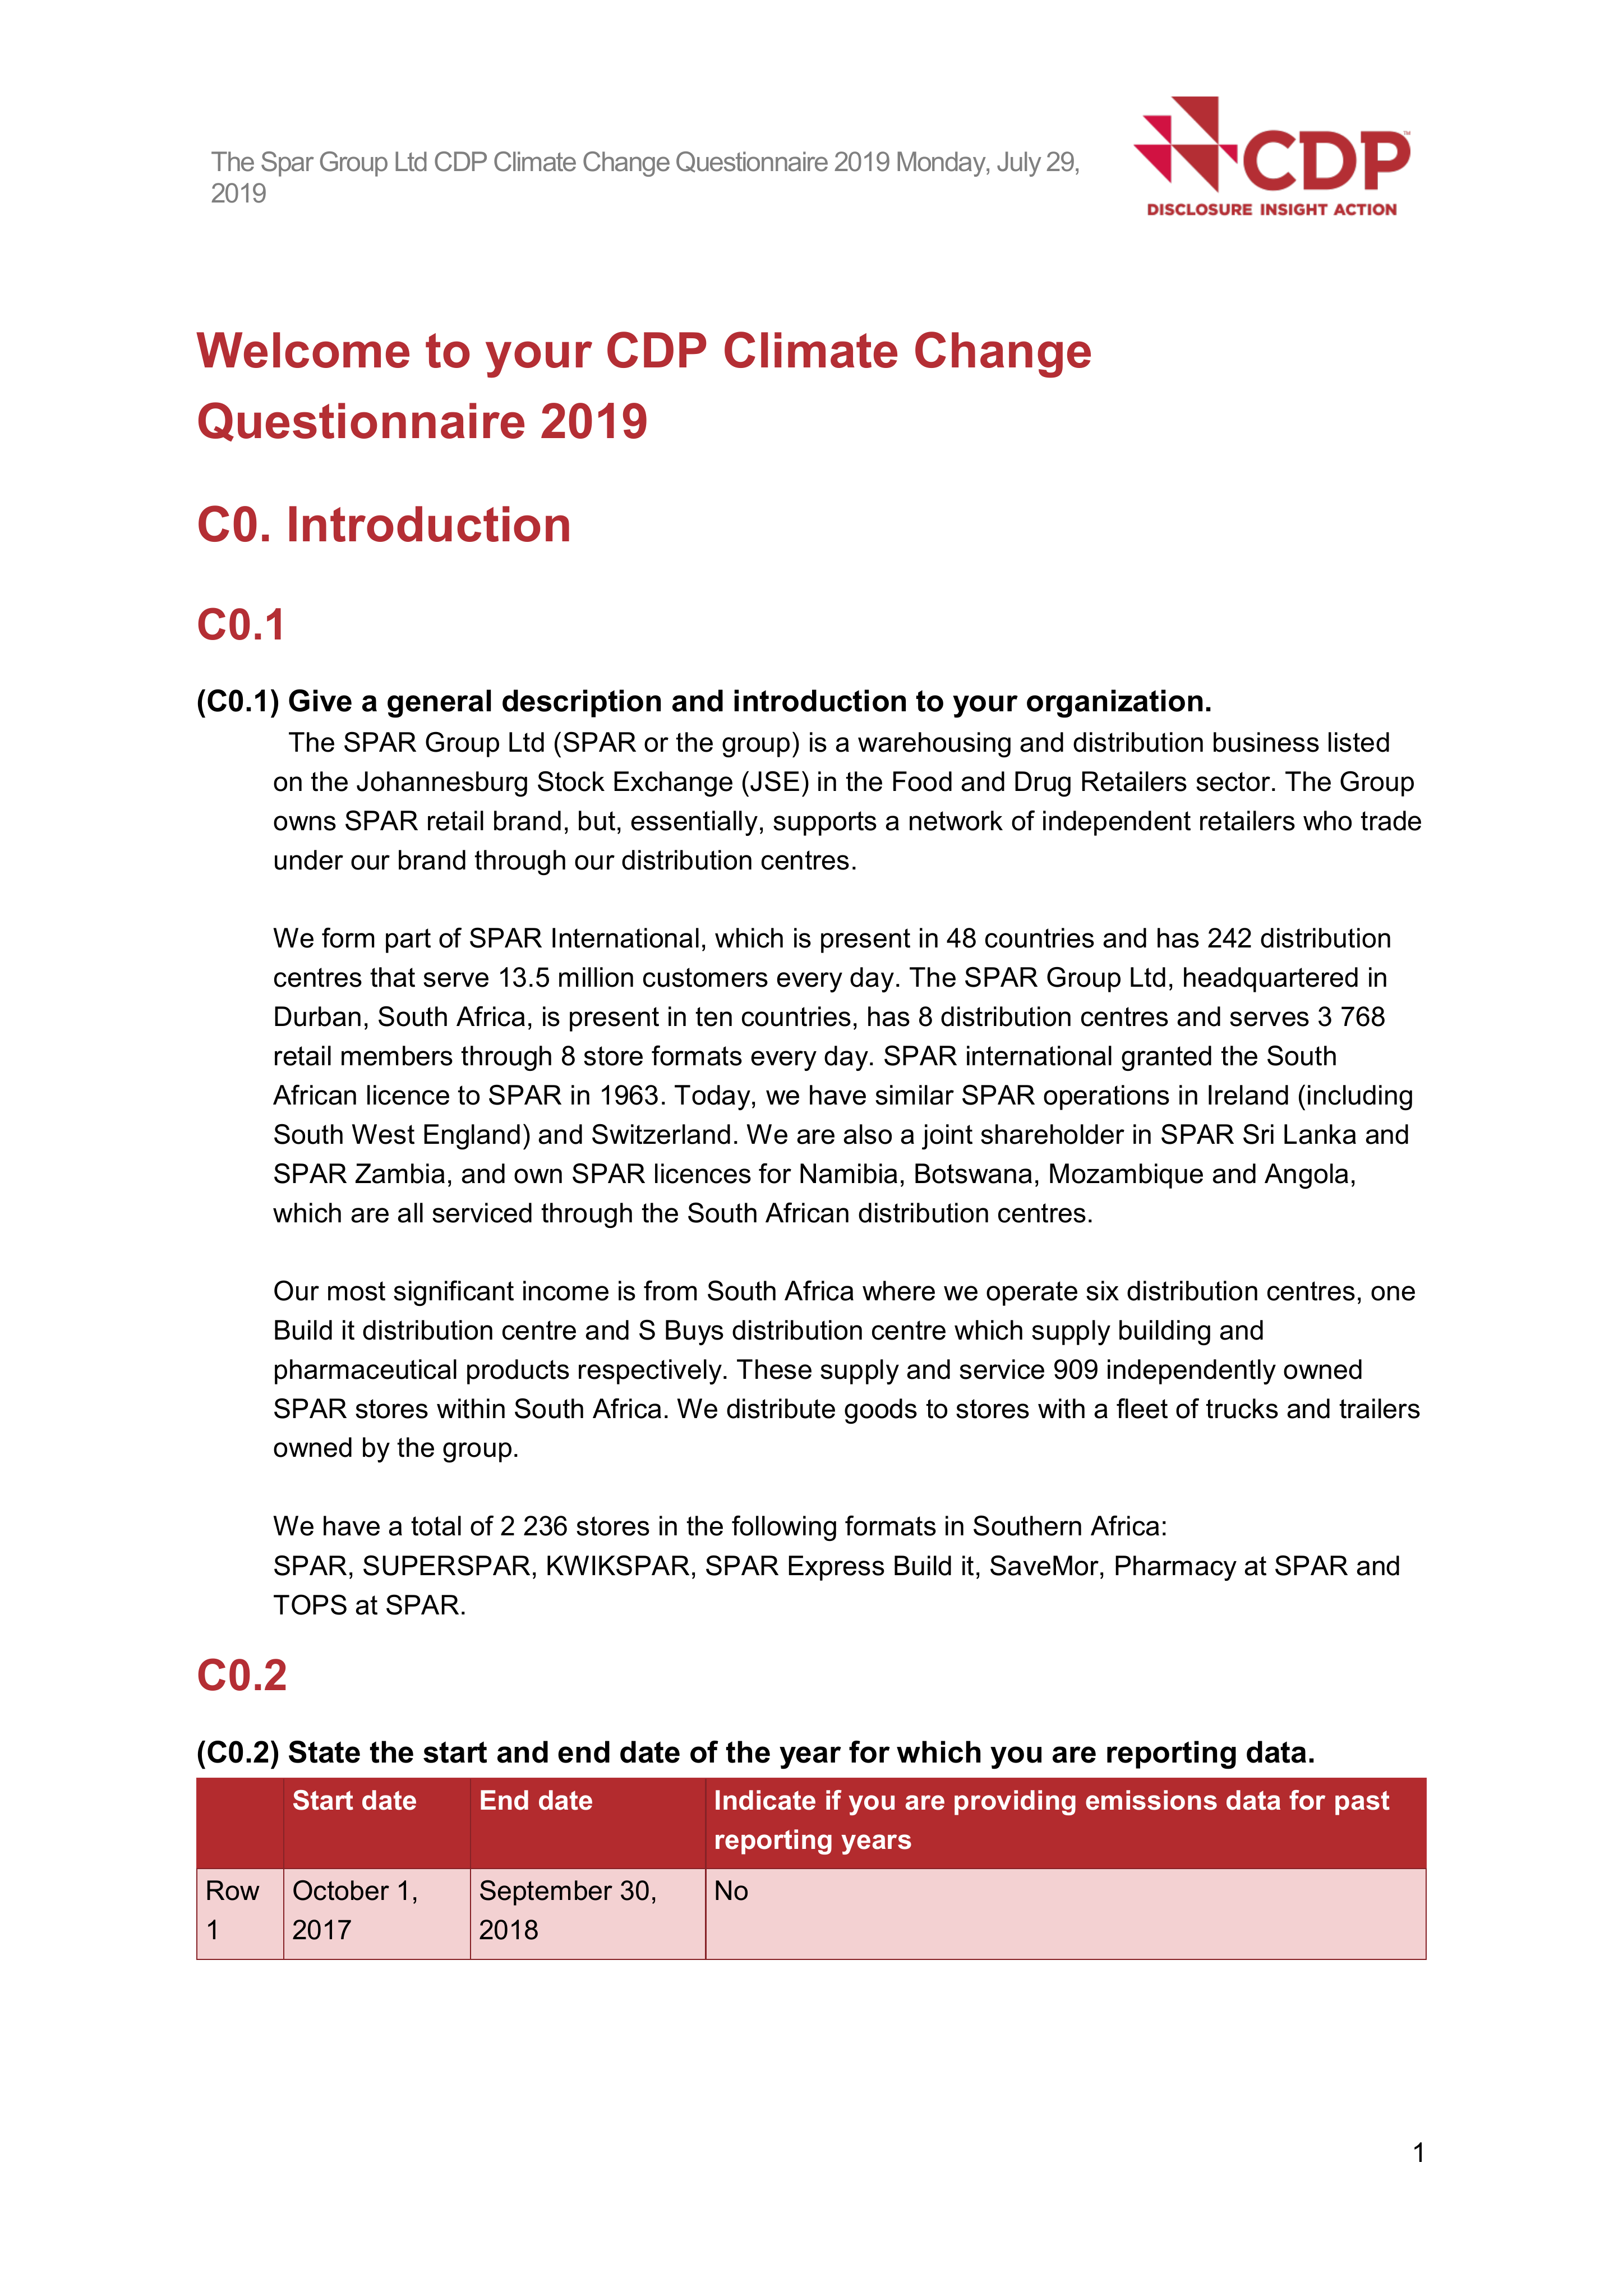 The Spar Group Ltd CDP Climate Change Questionnaire 2019 Monday, July 29,
2019
CDP™
DISCLOSURE INSIGHT ACTION
Welcome to your CDP Climate Change
Questionnaire 2019
C0. Introduction
C0.1
(C0.1) Give a general description and introduction to your organization.
The SPAR Group Ltd (SPAR or the group) is a warehousing and distribution business listed
on the Johannesburg Stock Exchange (JSE) in the Food and Drug Retailers sector. The Group
owns SPAR retail brand, but, essentially, supports a network of independent retailers who trade
under our brand through our distribution centres.
We form part of SPAR International, which is present in 48 countries and has 242 distribution
centres that serve 13.5 million customers every day. The SPAR Group Ltd, headquartered in
Durban, South Africa, is present in ten countries, has 8 distribution centres and serves 3 768
retail members through 8 store formats every day. SPAR international granted the South
African licence to SPAR in 1963. Today, we have similar SPAR operations in Ireland (including
South West England) and Switzerland. We are also a joint shareholder in SPAR Sri Lanka and
SPAR Zambia, and own SPAR licences for Namibia, Botswana, Mozambique and Angola,
which are all serviced through the South African distribution centres.
Our most significant income is from South Africa where we operate six distribution centres, one
Build it distribution centre and S Buys distribution centre which supply building and
pharmaceutical products respectively. These supply and service 909 independently owned
SPAR stores within South Africa. We distribute goods to stores with a fleet of trucks and trailers
owned by the group.
We have a total of 2 236 stores in the following formats in Southern Africa:
SPAR, SUPERSPAR, KWIKSPAR, SPAR Express Build it, SaveMor, Pharmacy at SPAR and
TOPS at SPAR.
C0.2
(C0.2) State the start and end date of the year for which you are reporting data.
Start date End date Indicate if you are providing emissions data for past
reporting years
Row October 1, September 30, No
1 2017 2018
1